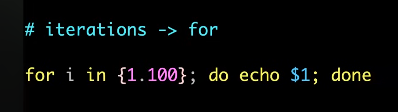 # iterations -> for
for i in {1.100}; do echo $1; done